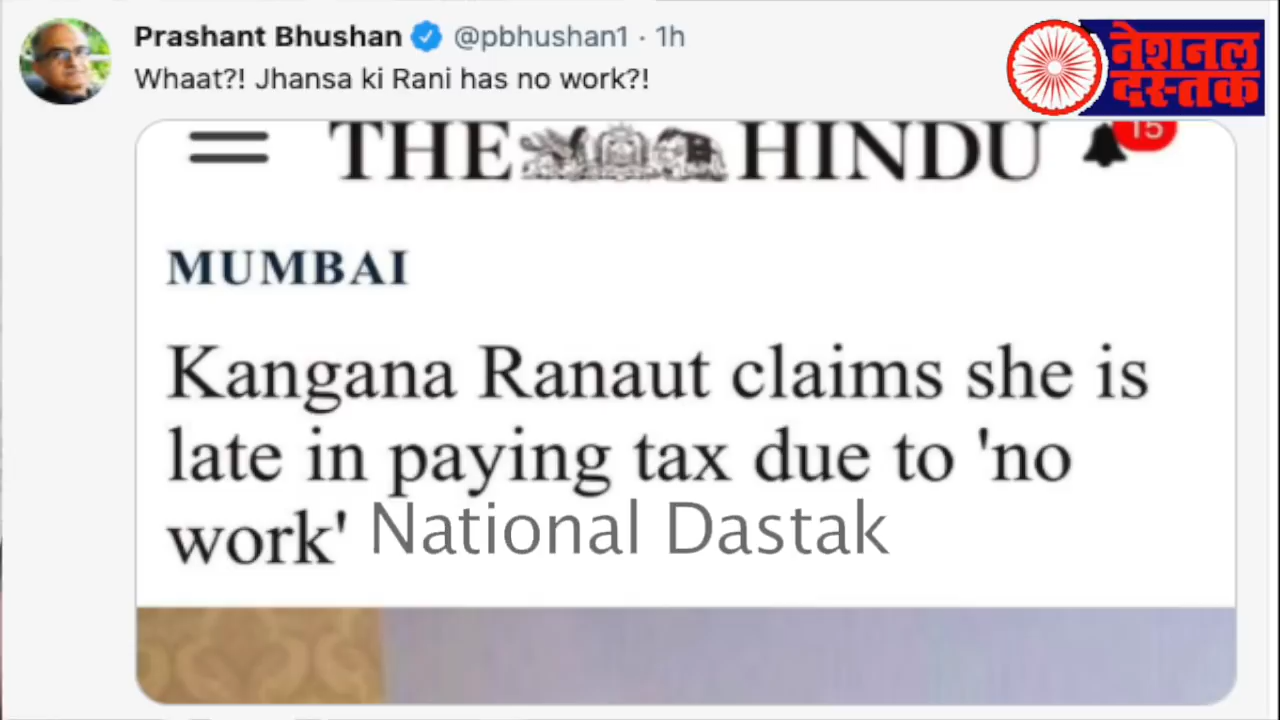 Prashant Bhushan @pbhushan1 · 1h
Whaat?! Jhansa ki Rani has no work?!
नेशनल
दस्तक
THE HINDU
15
MUMBAI
Kangana Ranaut claims she is
late in paying tax due to 'no
work'
National Dastak